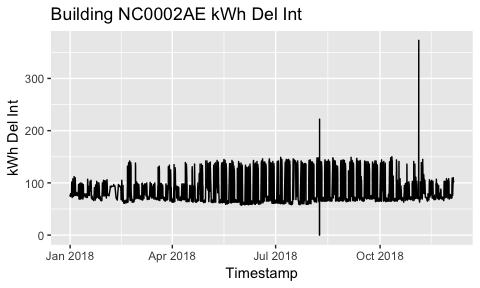 Building NC0002AE kWh Del Int
kWh Del Int
300
200
100
0
Jan 2018 Apr 2018 Jul 2018 Oct 2018
Timestamp